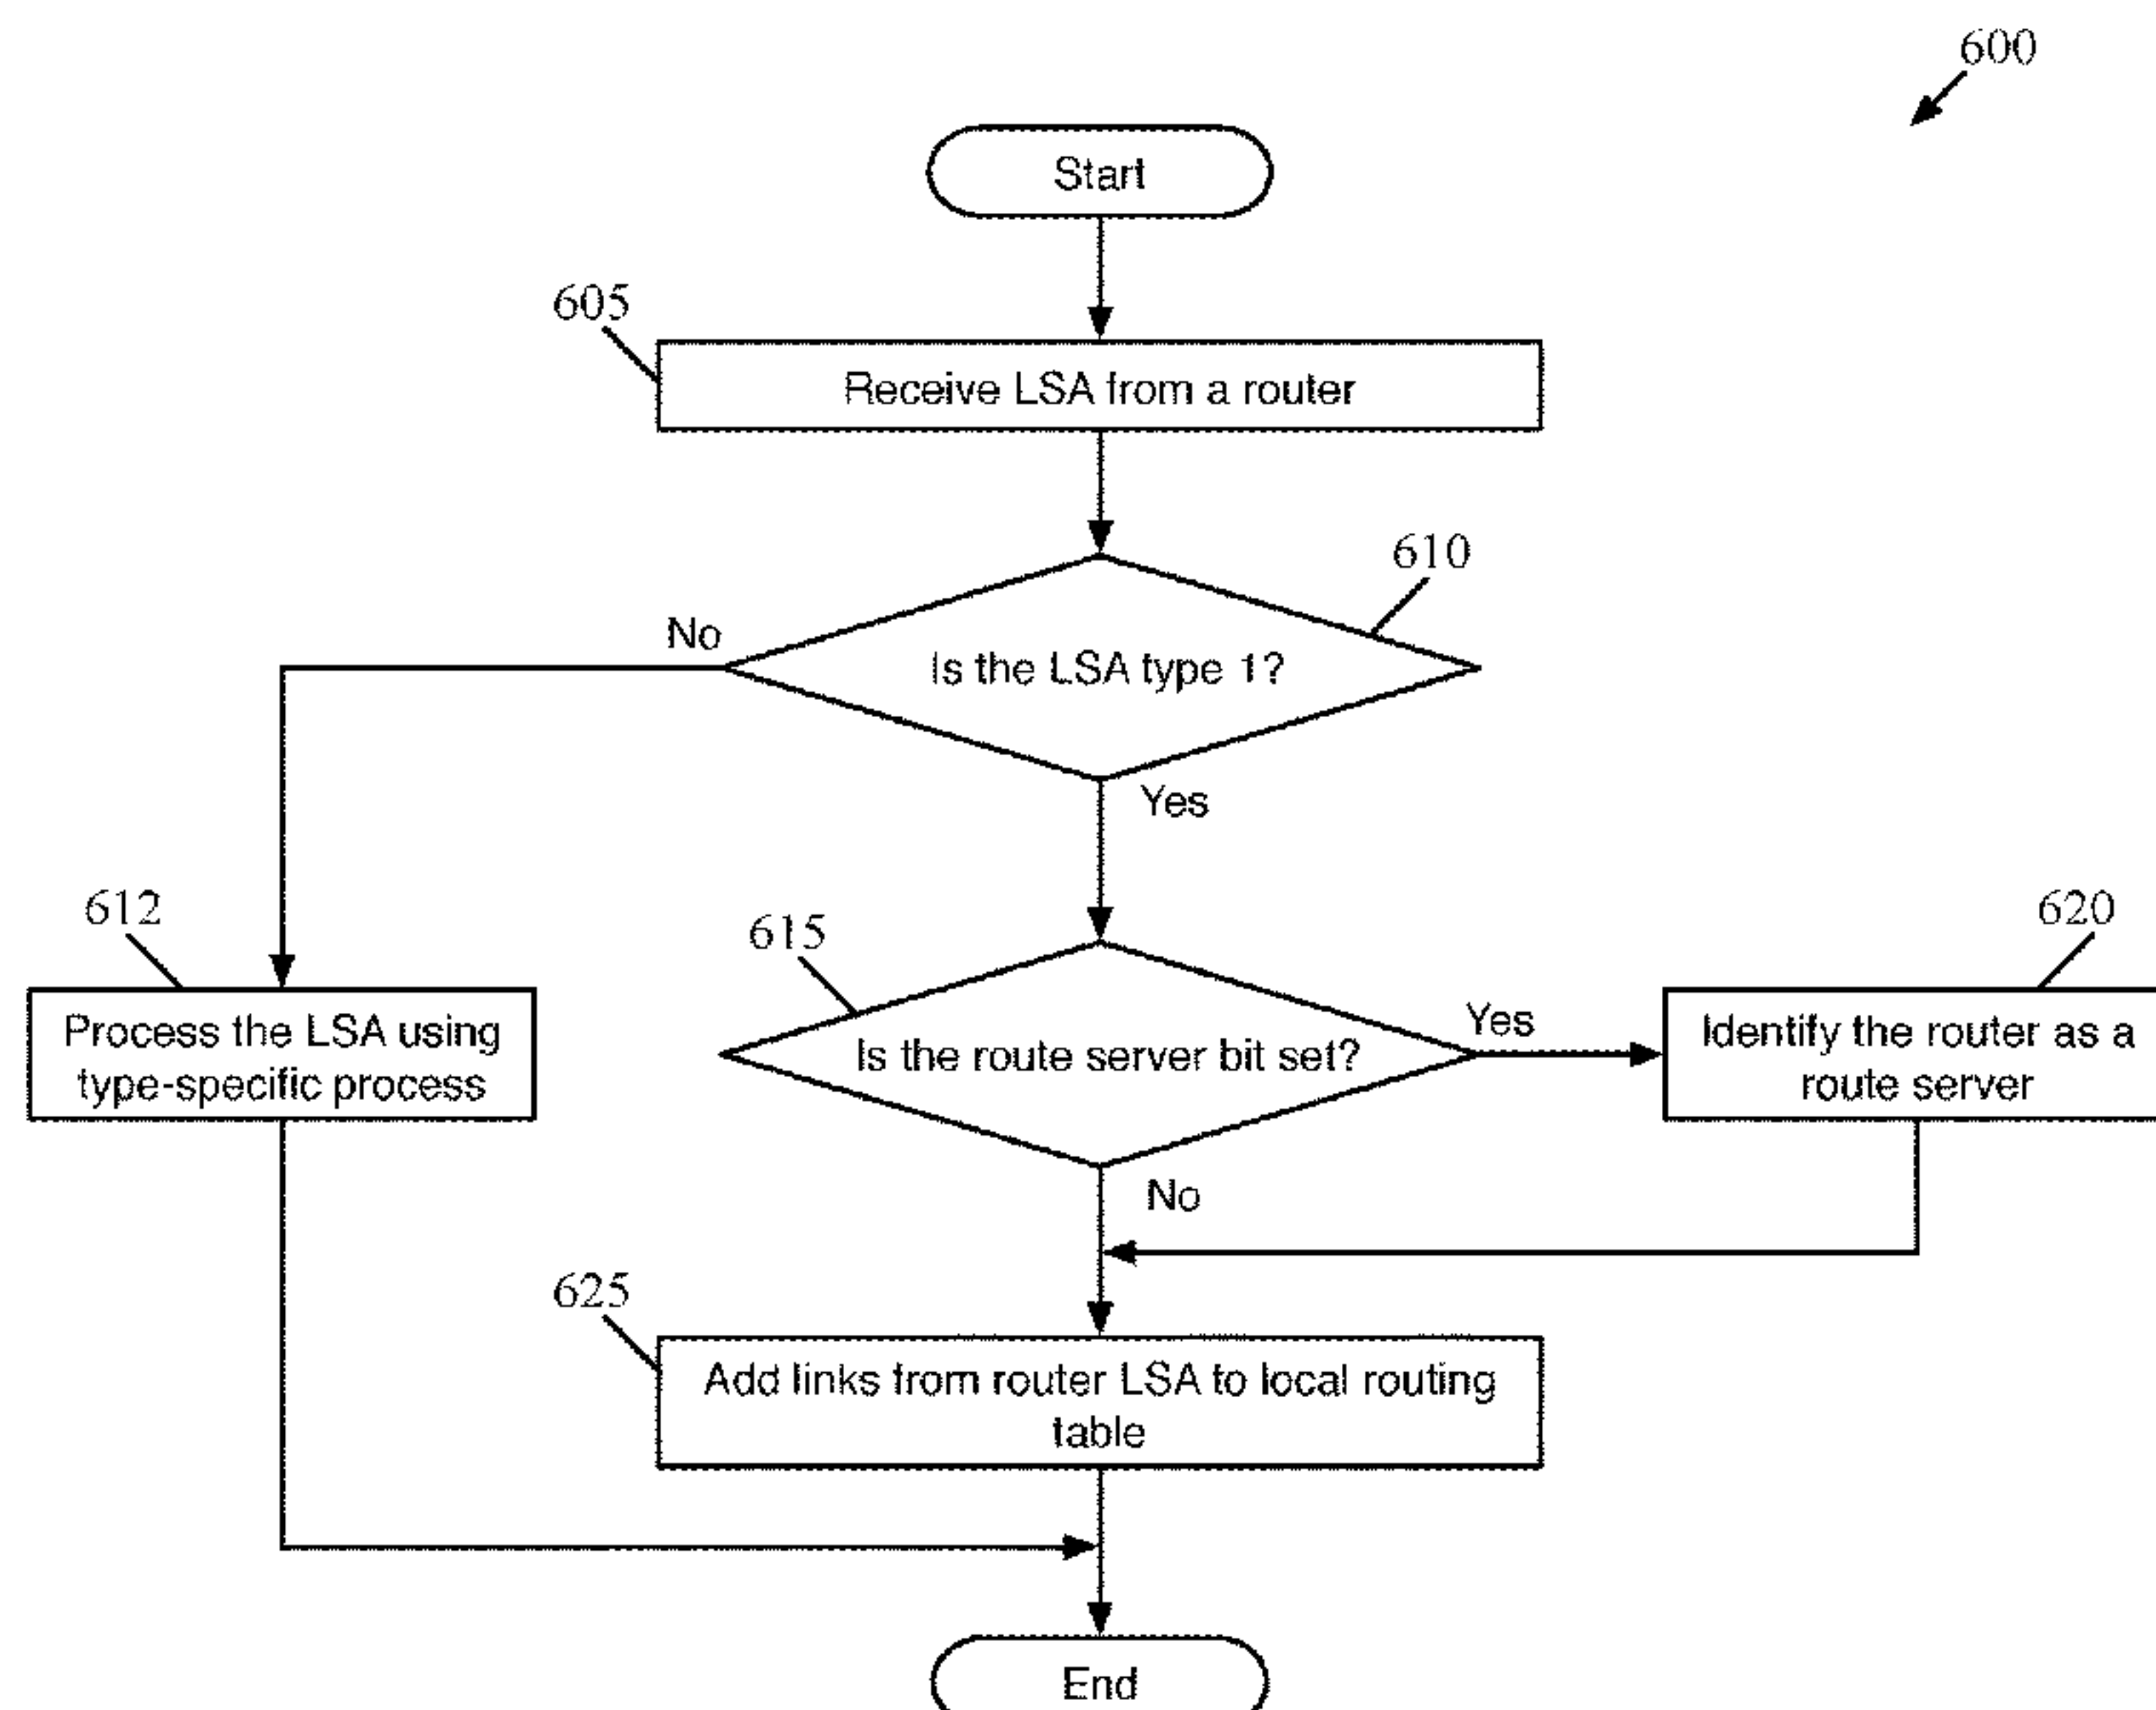 600
Start
605
Receive LSA from a router
610
Is the LSA type 1?
No
Yes
612
Process the LSA using
type-specific process
615
Is the route server bit set?
Yes
620
Identify the router as a
route server
No
625
Add links from router LSA to local routing
table
End